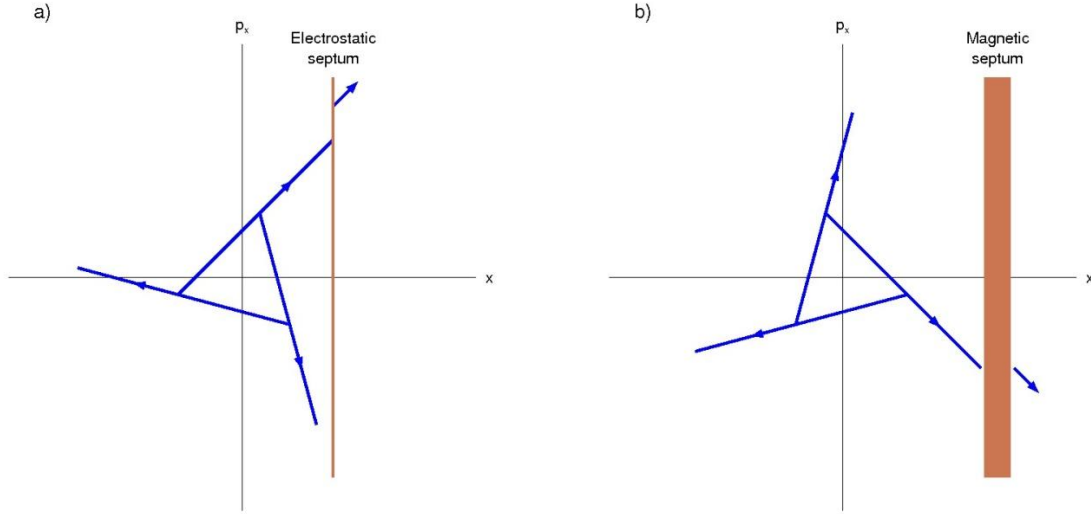 a)
pₓ
Electrostatic
septum
x
b)
pₓ
Magnetic
septum
x